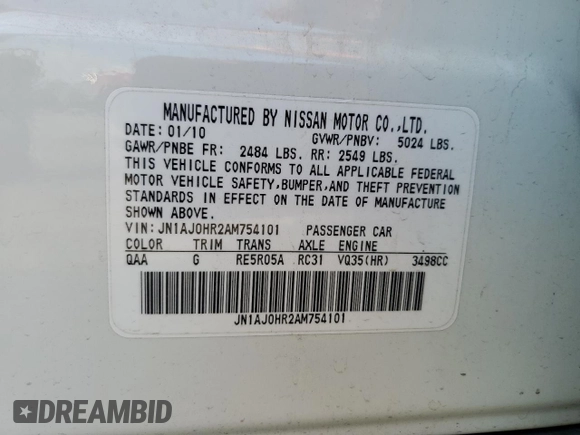 MANUFACTURED BY NISSAN MOTOR CO.,LTD.
DATE: 01/10 GVWR/PNBV: 5024 LBS.
GAWR/PNBE FR: 2484 LBS. RR: 2549 LBS.
THIS VEHICLE CONFORMS TO ALL APPLICABLE FEDERAL
MOTOR VEHICLE SAFETY,BUMPER,AND THEFT PREVENTION
STANDARDS IN EFFECT ON THE DATE OF MANUFACTURE
SHOWN ABOVE.
VIN: JN1AJ0HR2AM754101 PASSENGER CAR
COLOR TRIM TRANS AXLE ENGINE
QAA G RE5R05A RC31 VQ35(HR) 3498CC
JN1AJ0HR2AM754101
DREAMBID